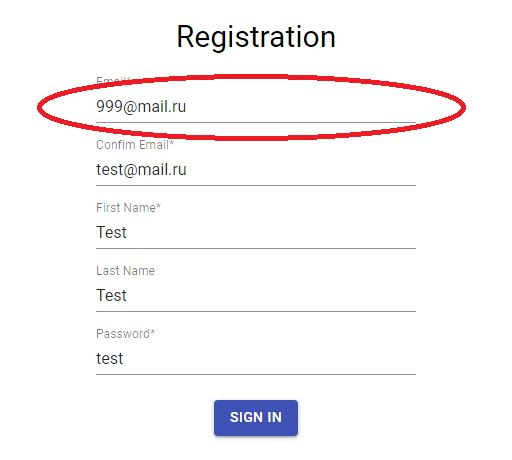 Registration
Email*
999@mail.ru
Confim Email*
test@mail.ru
First Name*
Test
Last Name
Test
Password*
test
SIGN IN